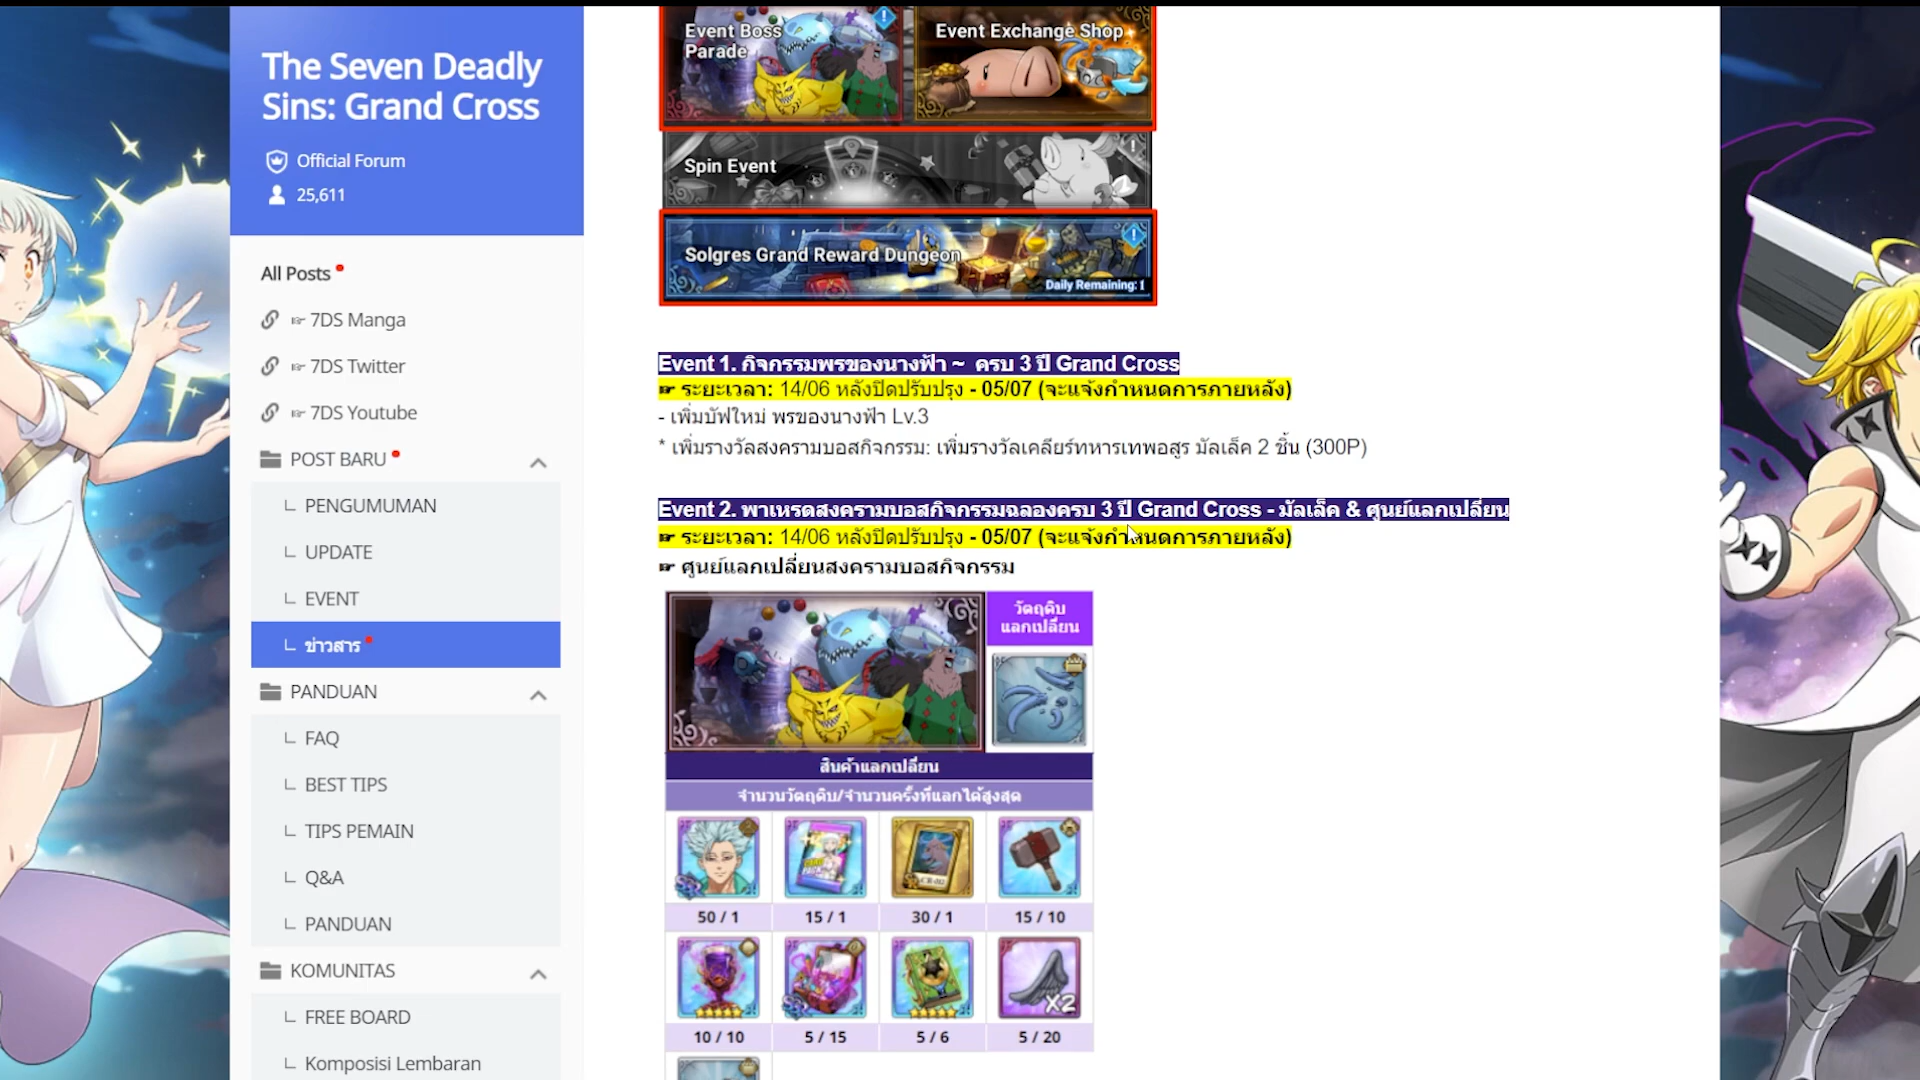 The Seven Deadly
Sins: Grand Cross
Official Forum
25,611
All Posts
☞ 7DS Manga
☞ 7DS Twitter
☞ 7DS Youtube
POST BARU
PENGUMUMAN
UPDATE
EVENT
ข่าวสาร
PANDUAN
FAQ
BEST TIPS
TIPS PEMAIN
Q&A
PANDUAN
KOMUNITAS
FREE BOARD
Komposisi Lembaran
Event Boss
Parade
Event Exchange Shop
Spin Event
Solgres Grand Reward Dungeon
Daily Remaining: 1
Event 1. กิจกรรมพรของนางฟ้า ~ ครบ 3 ปี Grand Cross
☞ ระยะเวลา: 14/06 หลังปิดปรับปรุง - 05/07 (จะแจ้งกำหนดการภายหลัง)
- เพิ่มบัฟใหม่ พรของนางฟ้า Lv.3
* เพิ่มรางวัลสงครามบอสกิจกรรม: เพิ่มรางวัลเคลียร์ทหารเทพอสูร มัลเล็ค 2 ชิ้น (300P)
Event 2. พาเหรดสงครามบอสกิจกรรมฉลองครบ 3 ปี Grand Cross - มัลเล็ค & ศูนย์แลกเปลี่ยน
☞ ระยะเวลา: 14/06 หลังปิดปรับปรุง - 05/07 (จะแจ้งกำหนดการภายหลัง)
☞ ศูนย์แลกเปลี่ยนสงครามบอสกิจกรรม
วัตถุดิบ
แลกเปลี่ยน
สินค้าแลกเปลี่ยน
จำนวนวัตถุดิบ/จำนวนครั้งที่แลกได้สูงสุด
50 / 1
15 / 1
30 / 1
15 / 10
X2
10 / 10
5 / 15
5 / 6
5 / 20